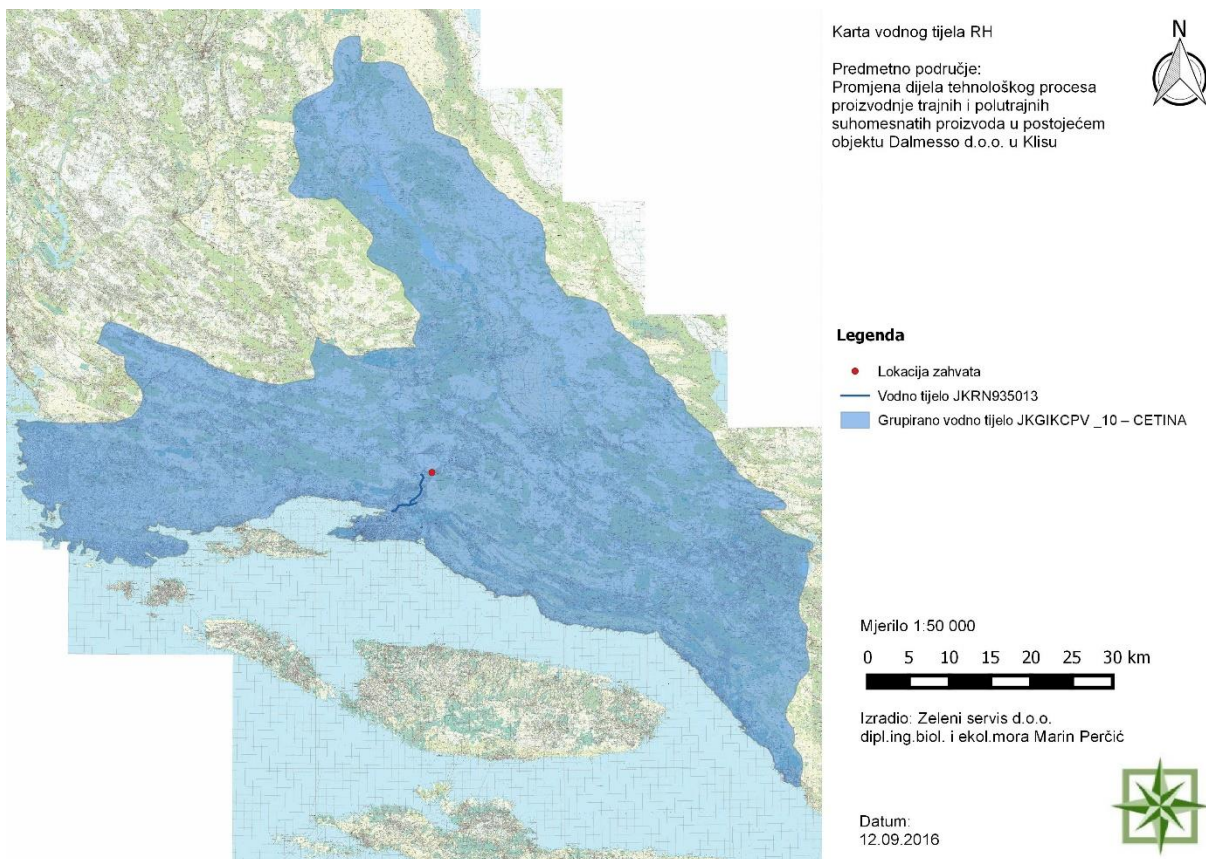 Karta vodnog tijela RH
N
Predmetno područje:
Promjena dijela tehnološkog procesa
proizvodnje trajnih i polutrajnih
suhomesnatih proizvoda u postojećem
objektu Dalmesso d.o.o. u Klisu
Legenda
Lokacija zahvata
Vodno tijelo JKRN935013
Grupirano vodno tijelo JKGIKCPV _10 – CETINA
Mjerilo 1:50 000
0 5 10 15 20 25 30 km
Izradio: Zeleni servis d.o.o.
dipl.ing.biol. i ekol.mora Marin Perčić
Datum:
12.09.2016